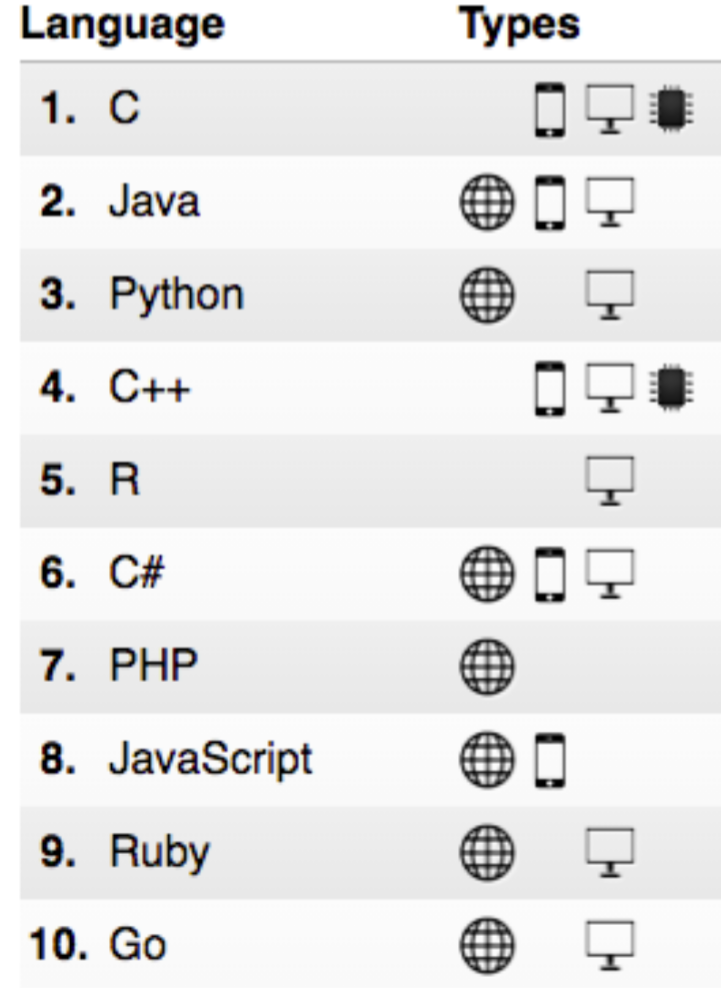 Language Types
1. C
2. Java
3. Python
4. C++
5. R
6. C#
7. PHP
8. JavaScript
9. Ruby
10. Go